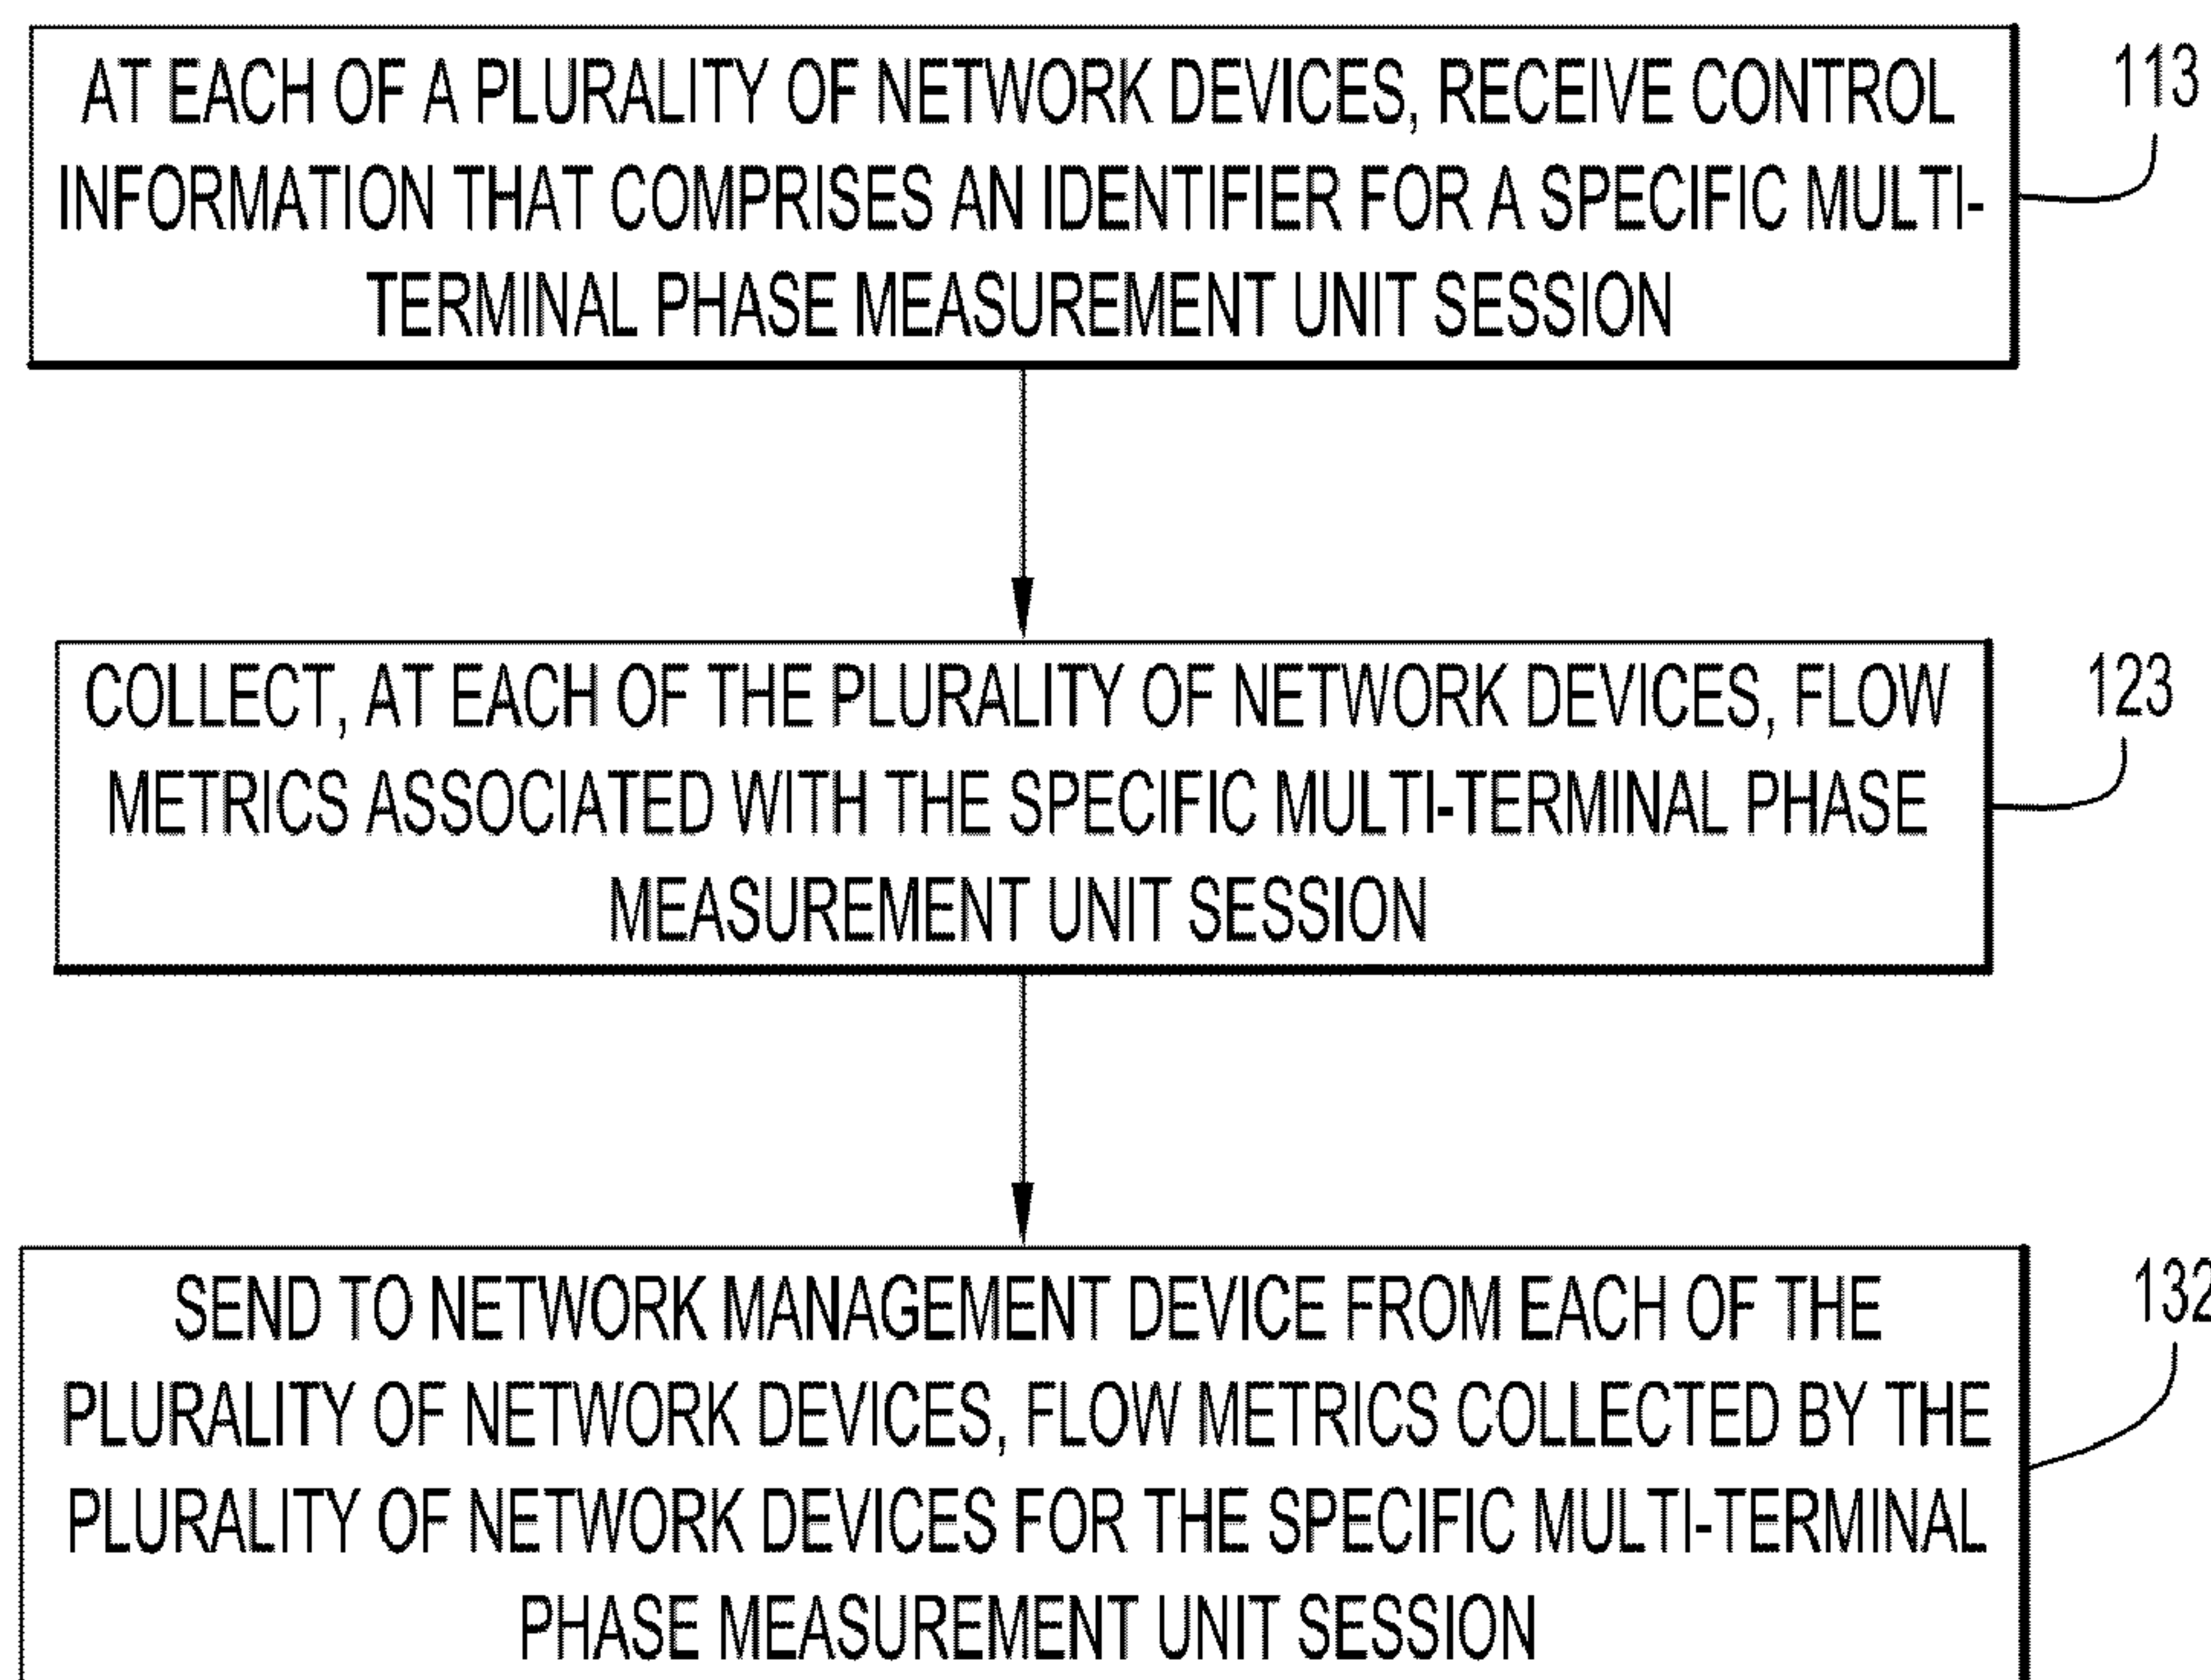 AT EACH OF A PLURALITY OF NETWORK DEVICES, RECEIVE CONTROL
INFORMATION THAT COMPRISES AN IDENTIFIER FOR A SPECIFIC MULTI-
TERMINAL PHASE MEASUREMENT UNIT SESSION
113
COLLECT, AT EACH OF THE PLURALITY OF NETWORK DEVICES, FLOW
METRICS ASSOCIATED WITH THE SPECIFIC MULTI-TERMINAL PHASE
MEASUREMENT UNIT SESSION
123
SEND TO NETWORK MANAGEMENT DEVICE FROM EACH OF THE
PLURALITY OF NETWORK DEVICES, FLOW METRICS COLLECTED BY THE
PLURALITY OF NETWORK DEVICES FOR THE SPECIFIC MULTI-TERMINAL
PHASE MEASUREMENT UNIT SESSION
132